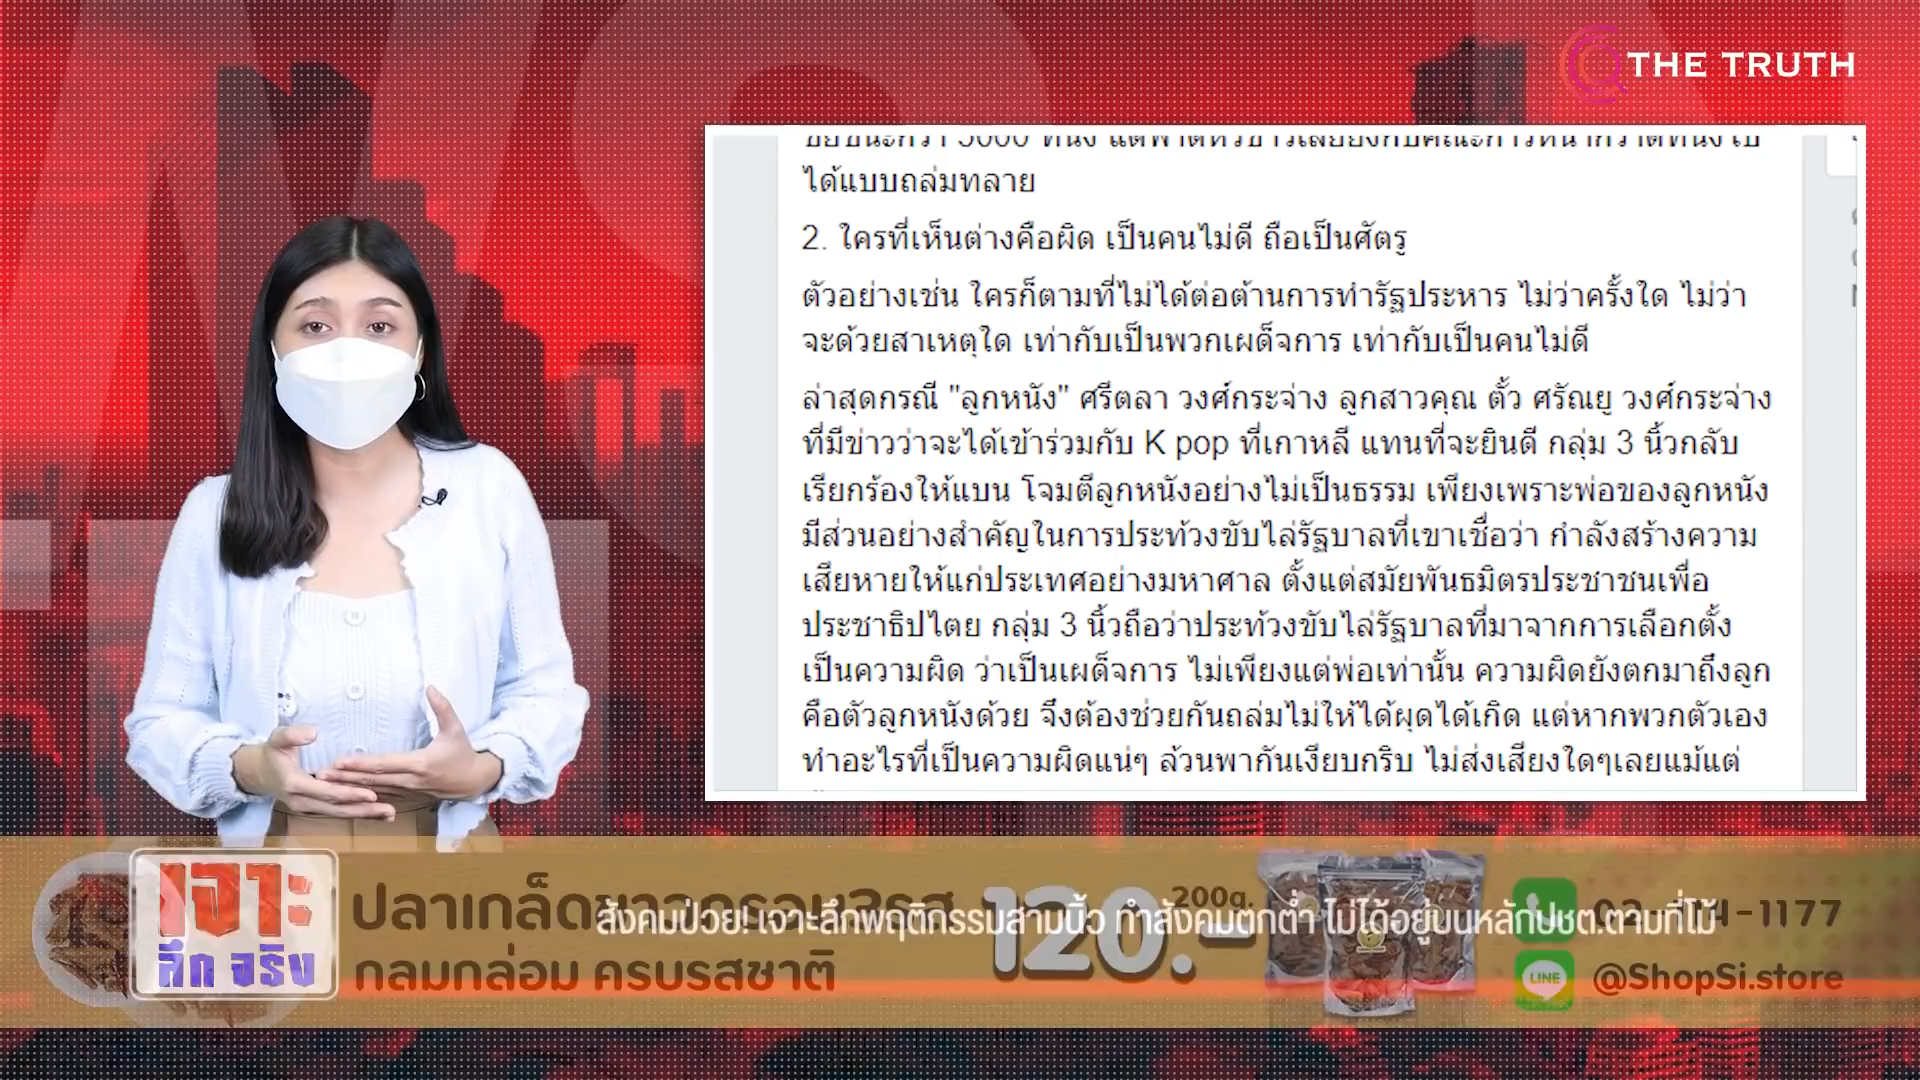 THE TRUTH
ได้แบบถล่มทลาย
2. ใครที่เห็นต่างคือผิด เป็นคนไม่ดี ถือเป็นศัตรู
ตัวอย่างเช่น ใครก็ตามที่ไม่ได้ต่อต้านการทำรัฐประหาร ไม่ว่าครั้งใด ไม่ว่า
จะด้วยสาเหตุใด เท่ากับเป็นพวกเผด็จการ เท่ากับเป็นคนไม่ดี
ล่าสุดกรณี "ลูกหนัง" ศรีตลา วงศ์กระจ่าง ลูกสาวคุณ ตั้ว ศรัณยู วงศ์กระจ่าง
ที่มีข่าวว่าจะได้เข้าร่วมกับ K pop ที่เกาหลี แทนที่จะยินดี กลุ่ม 3 นิ้วกลับ
เรียกร้องให้แบน โจมตีลูกหนังอย่างไม่เป็นธรรม เพียงเพราะพ่อของลูกหนัง
มีส่วนอย่างสำคัญในการประท้วงขับไล่รัฐบาลที่เขาเชื่อว่า กำลังสร้างความ
เสียหายให้แก่ประเทศอย่างมหาศาล ตั้งแต่สมัยพันธมิตรประชาชนเพื่อ
ประชาธิปไตย กลุ่ม 3 นิ้วถือว่าประท้วงขับไล่รัฐบาลที่มาจากการเลือกตั้ง
เป็นความผิด ว่าเป็นเผด็จการ ไม่เพียงแต่พ่อเท่านั้น ความผิดยังตกมาถึงลูก
คือตัวลูกหนังด้วย จึงต้องช่วยกันถล่มไม่ให้ได้ผุดได้เกิด แต่หากพวกตัวเอง
ทำอะไรที่เป็นความผิดแน่ๆ ล้วนพากันเงียบกริบ ไม่ส่งเสียงใดๆเลยแม้แต่
เจาะ
ลึก จริง
สังคมป่วย! เจาะลึกพฤติกรรมสามนิ้ว ทำสังคมตกต่ำ ไม่ได้อยู่บนหลักปชต.ตามที่โม้
กลมกล่อม ครบรสชาติ
120.-
200g.
LINE
@ShopSi.store